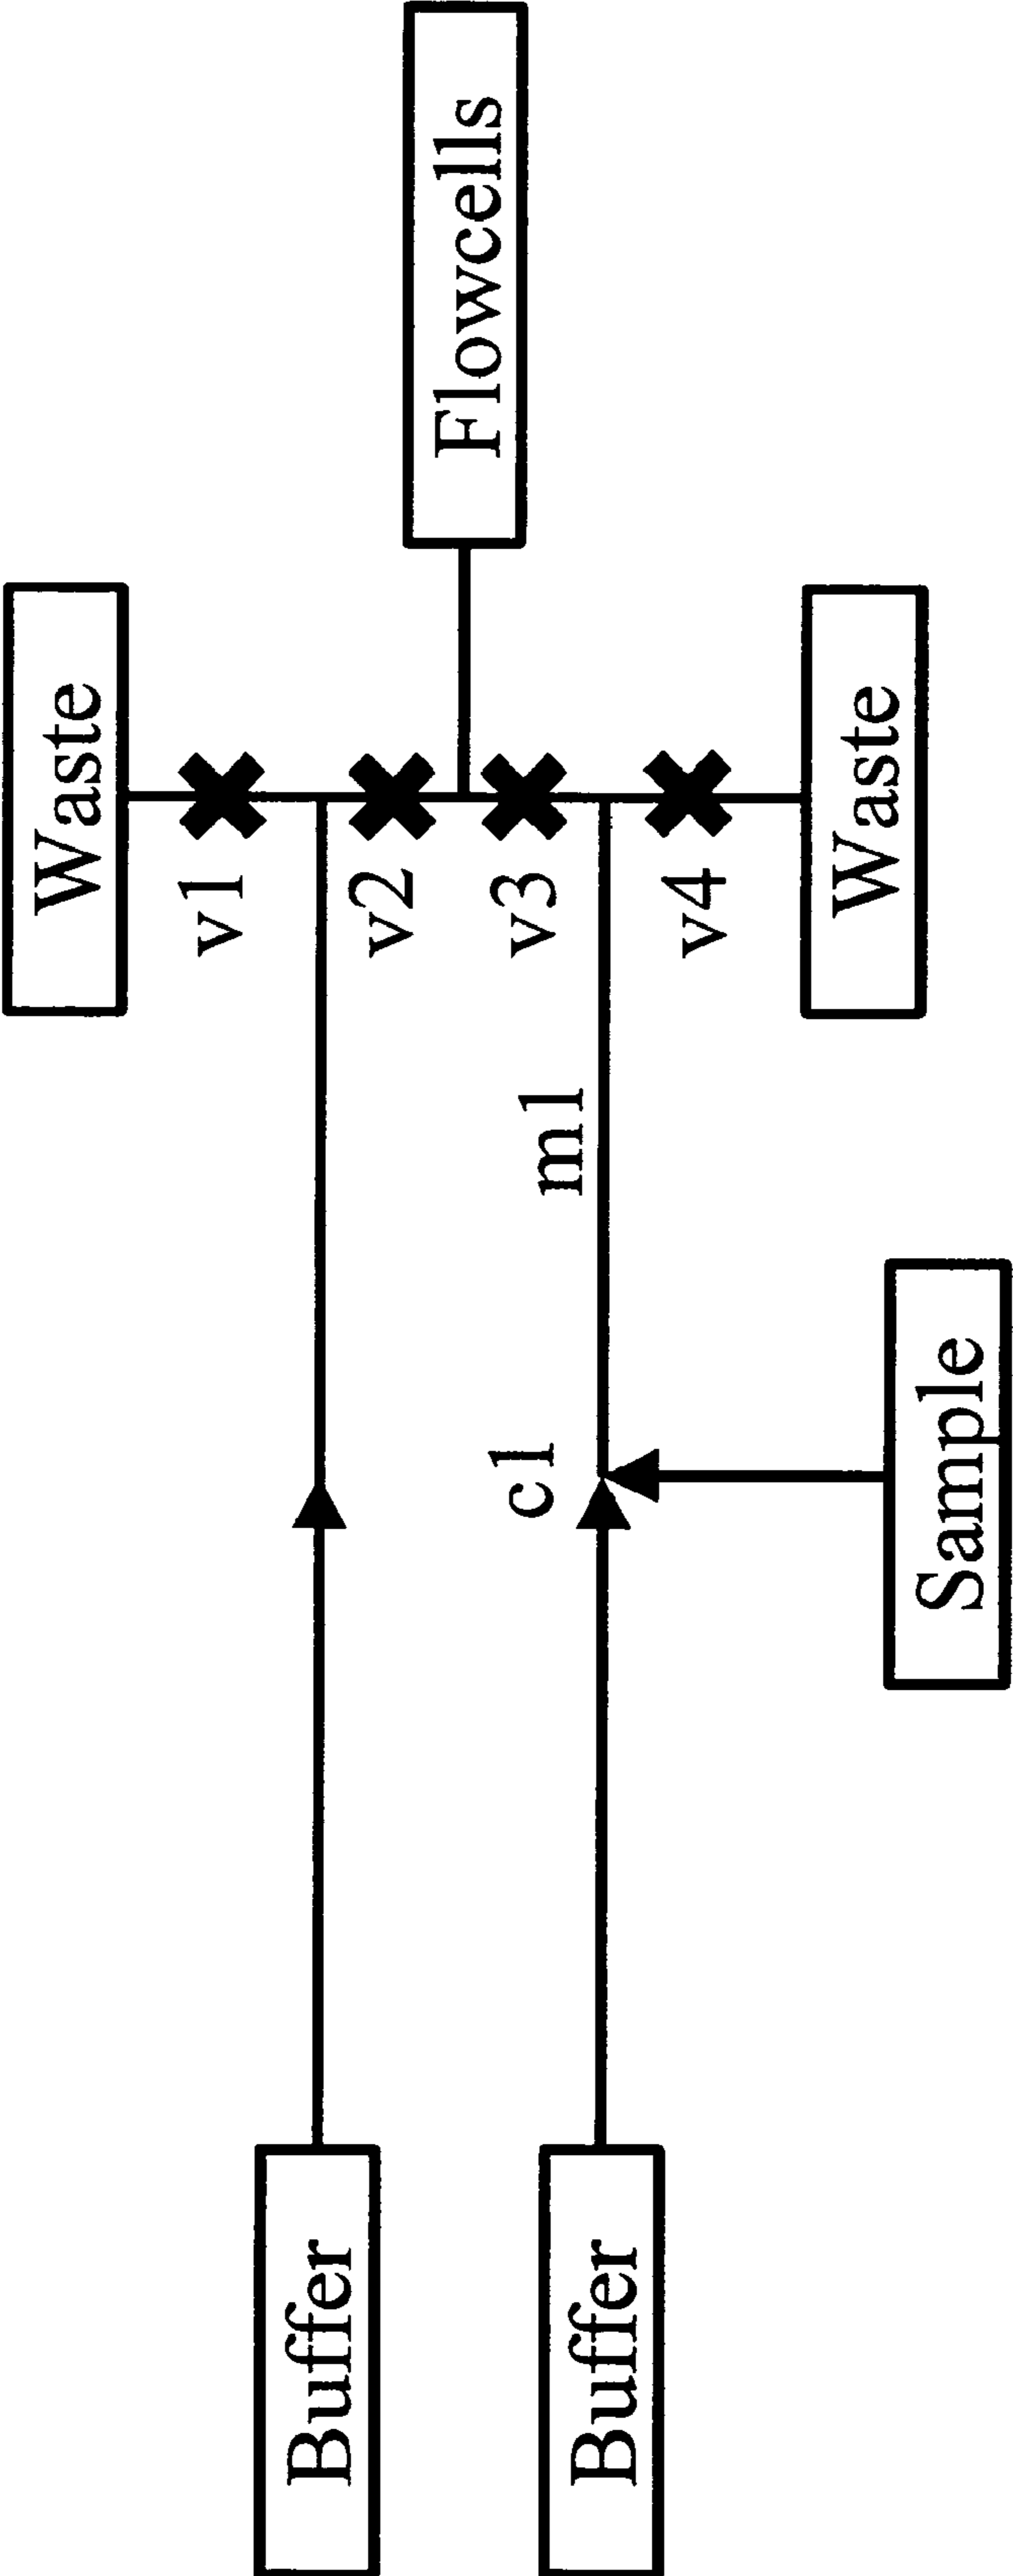 Waste
v1
v2
Flowcells
v3
v4
Waste
Buffer
Buffer
c1
m1
Sample